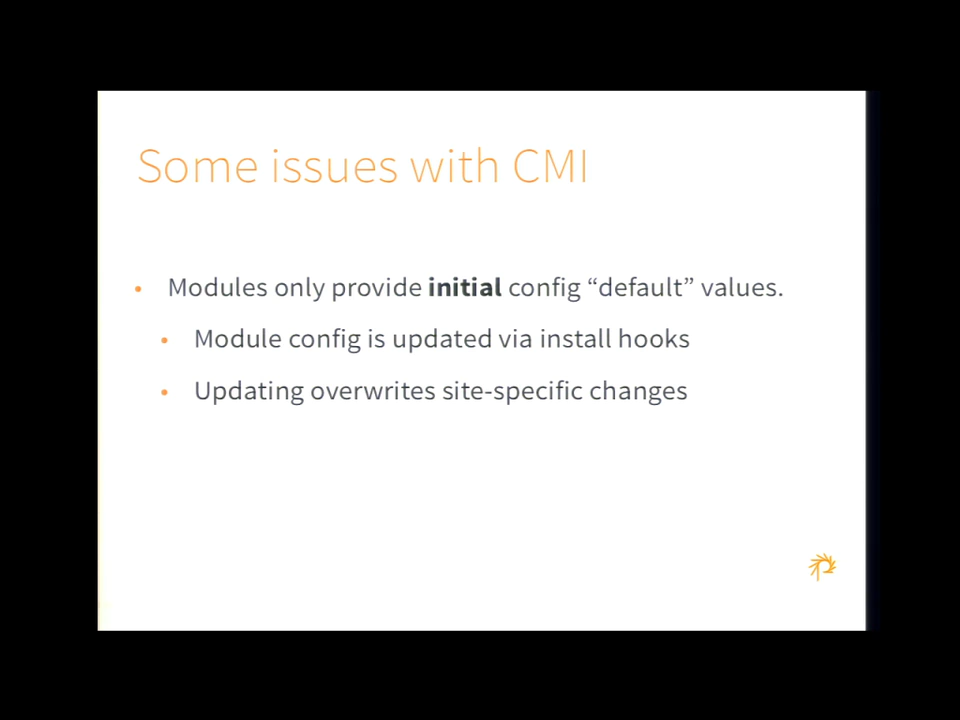 Some issues with CMI
Modules only provide initial config “default” values.
Module config is updated via install hooks
Updating overwrites site-specific changes